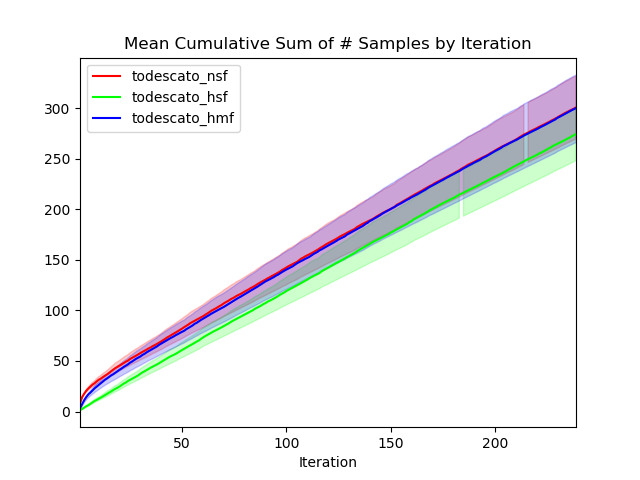 Mean Cumulative Sum of # Samples by Iteration
todescato_nsf
todescato_hsf
todescato_hmf
300
250
200
150
100
50
0
50 100 150 200
Iteration